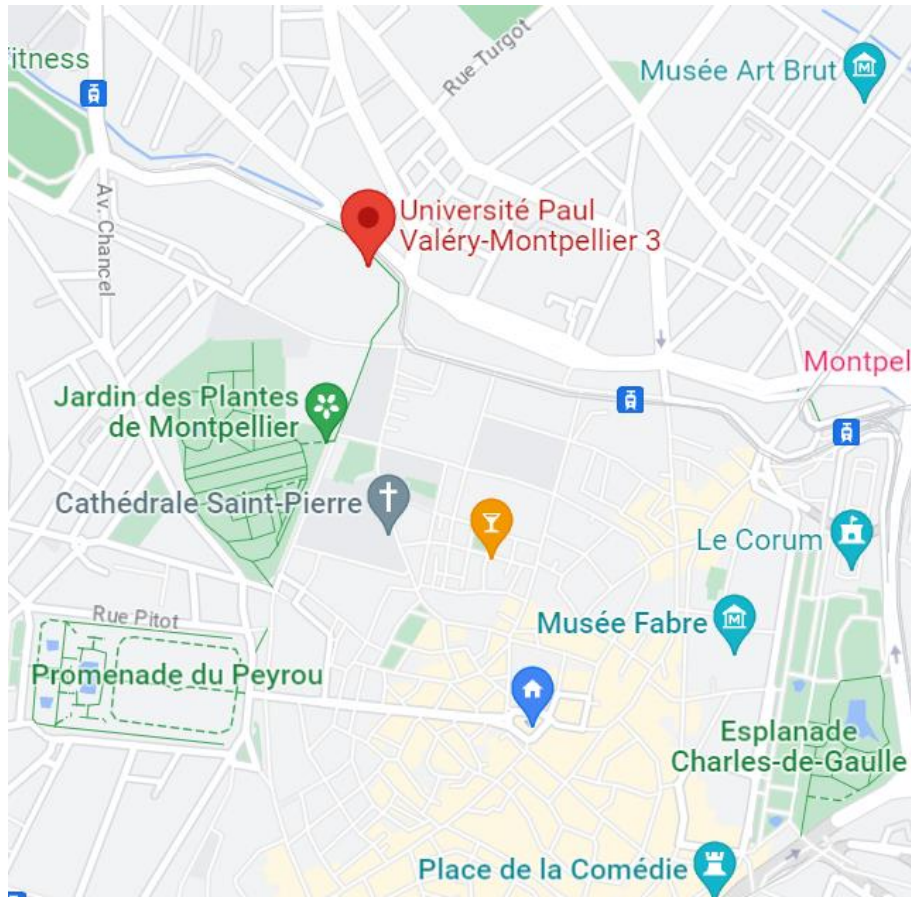 itness
Rue Turgot
Musée Art Brut
Av. Chancel
Université Paul
Valéry-Montpellier 3
Montpel
Jardin des Plantes
de Montpellier
Cathédrale Saint-Pierre
Le Corum
Rue Pitot
Musée Fabre
Promenade du Peyrou
Esplanade
Charles-de-Gaulle
Place de la Comédie